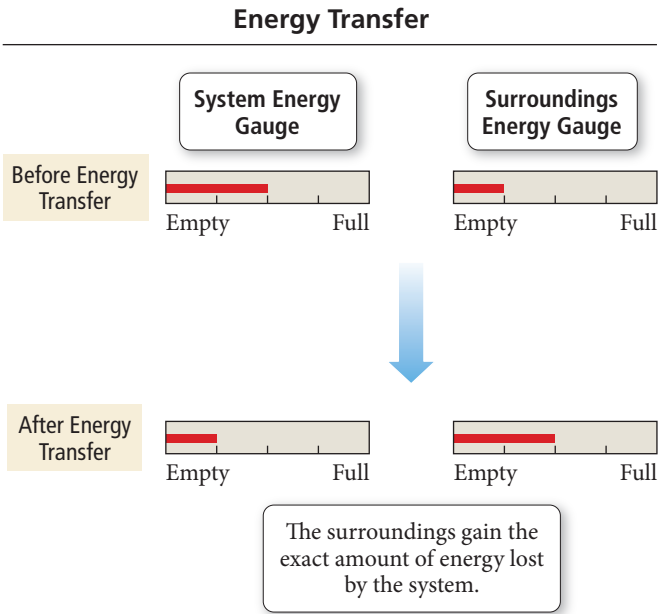 Energy Transfer
System Energy
Gauge
Surroundings
Energy Gauge
Before Energy
Transfer
Empty Full
Empty Full
After Energy
Transfer
Empty Full
Empty Full
The surroundings gain the
exact amount of energy lost
by the system.